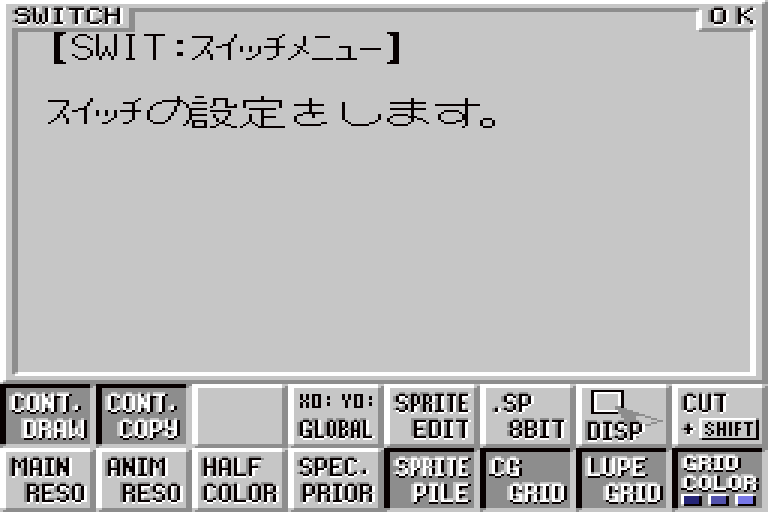 SWITCH
OK
[SWIT:スイッチメニュー]
スイッチの設定をします。
CONT. DRAW
CONT. COPY
X0: Y0: GLOBAL
SPRITE EDIT
.SP 8BIT
DISP
CUT + SHIFT
MAIN RESO
ANIM RESO
HALF COLOR
SPEC. PRIOR
SPRITE PILE
CG GRID
LUPE GRID
GRID COLOR